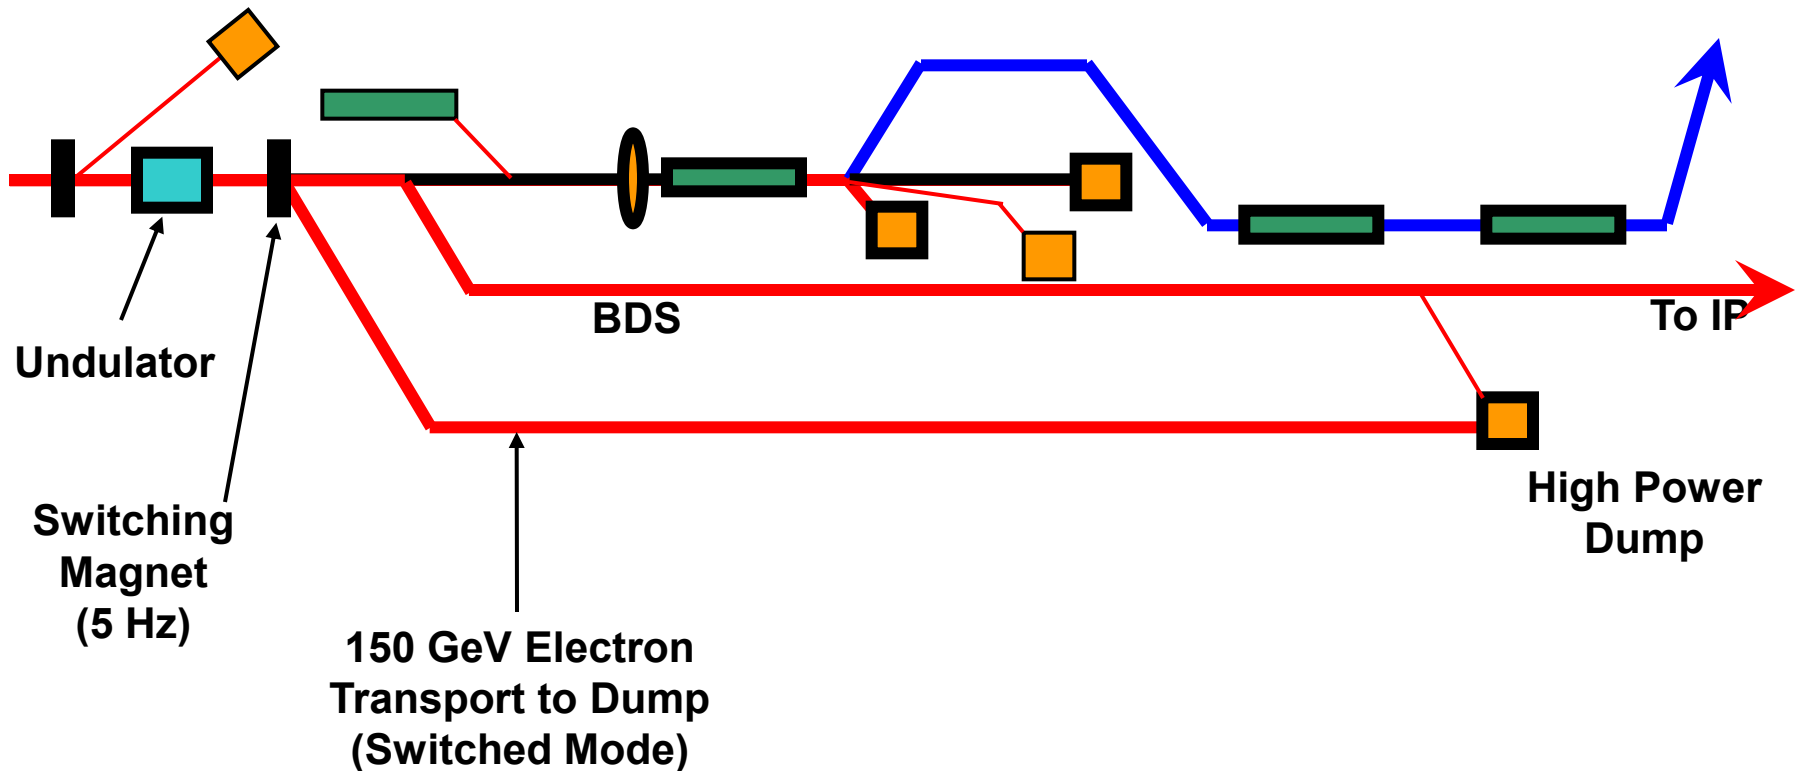 BDS
To IP
Undulator
High Power
Dump
Switching
Magnet
(5 Hz)
150 GeV Electron
Transport to Dump
(Switched Mode)